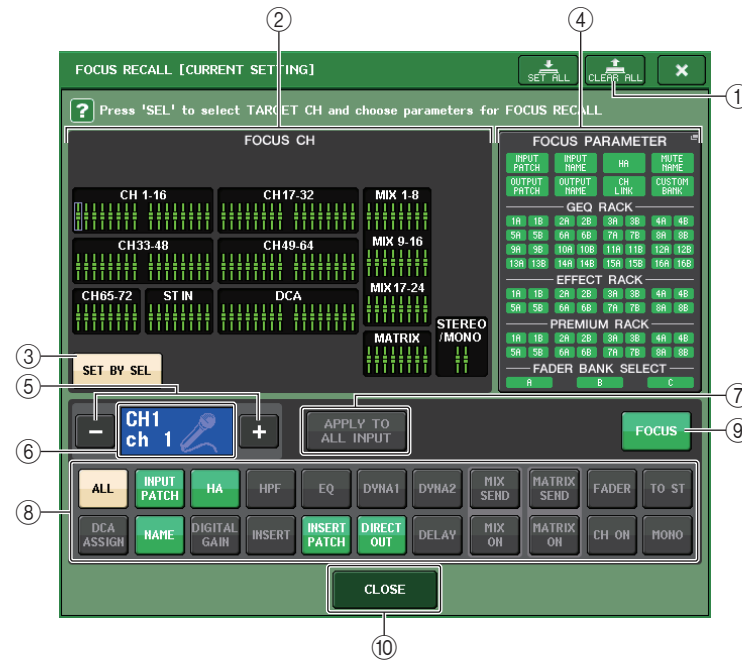 ②
④
FOCUS RECALL [CURRENT SETTING]
SET ALL
CLEAR ALL
①
? Press 'SEL' to select TARGET CH and choose parameters for FOCUS RECALL
FOCUS CH
CH 1-16
CH17-32
MIX 1-8
CH33-48
CH49-64
MIX 9-16
CH65-72
ST IN
DCA
MIX17-24
MATRIX
STEREO
/MONO
FOCUS PARAMETER
INPUT PATCH INPUT NAME HA MUTE NAME
OUTPUT PATCH OUTPUT NAME CH LINK CUSTOM BANK
GEQ RACK
1A 1B 2A 2B 3A 3B 4A 4B
5A 5B 6A 6B 7A 7B 8A 8B
9A 9B 10A 10B 11A 11B 12A 12B
13A 13B 14A 14B 15A 15B 16A 16B
EFFECT RACK
1A 1B 2A 2B 3A 3B 4A 4B
PREMIUM RACK
1A 1B 2A 2B 3A 3B 4A 4B
5A 5B 6A 6B 7A 7B 8A 8B
FADER BANK SELECT
A B C
③
SET BY SEL
⑤
⑥
−
CH1
ch 1
+
APPLY TO
ALL INPUT
⑦
FOCUS
⑨
⑧
ALL INPUT PATCH HA HPF EQ DYNA1 DYNA2 MIX SEND MATRIX SEND FADER TO ST
DCA ASSIGN NAME DIGITAL GAIN INSERT INSERT PATCH DIRECT OUT DELAY MIX ON MATRIX ON CH ON MONO
CLOSE
⑩